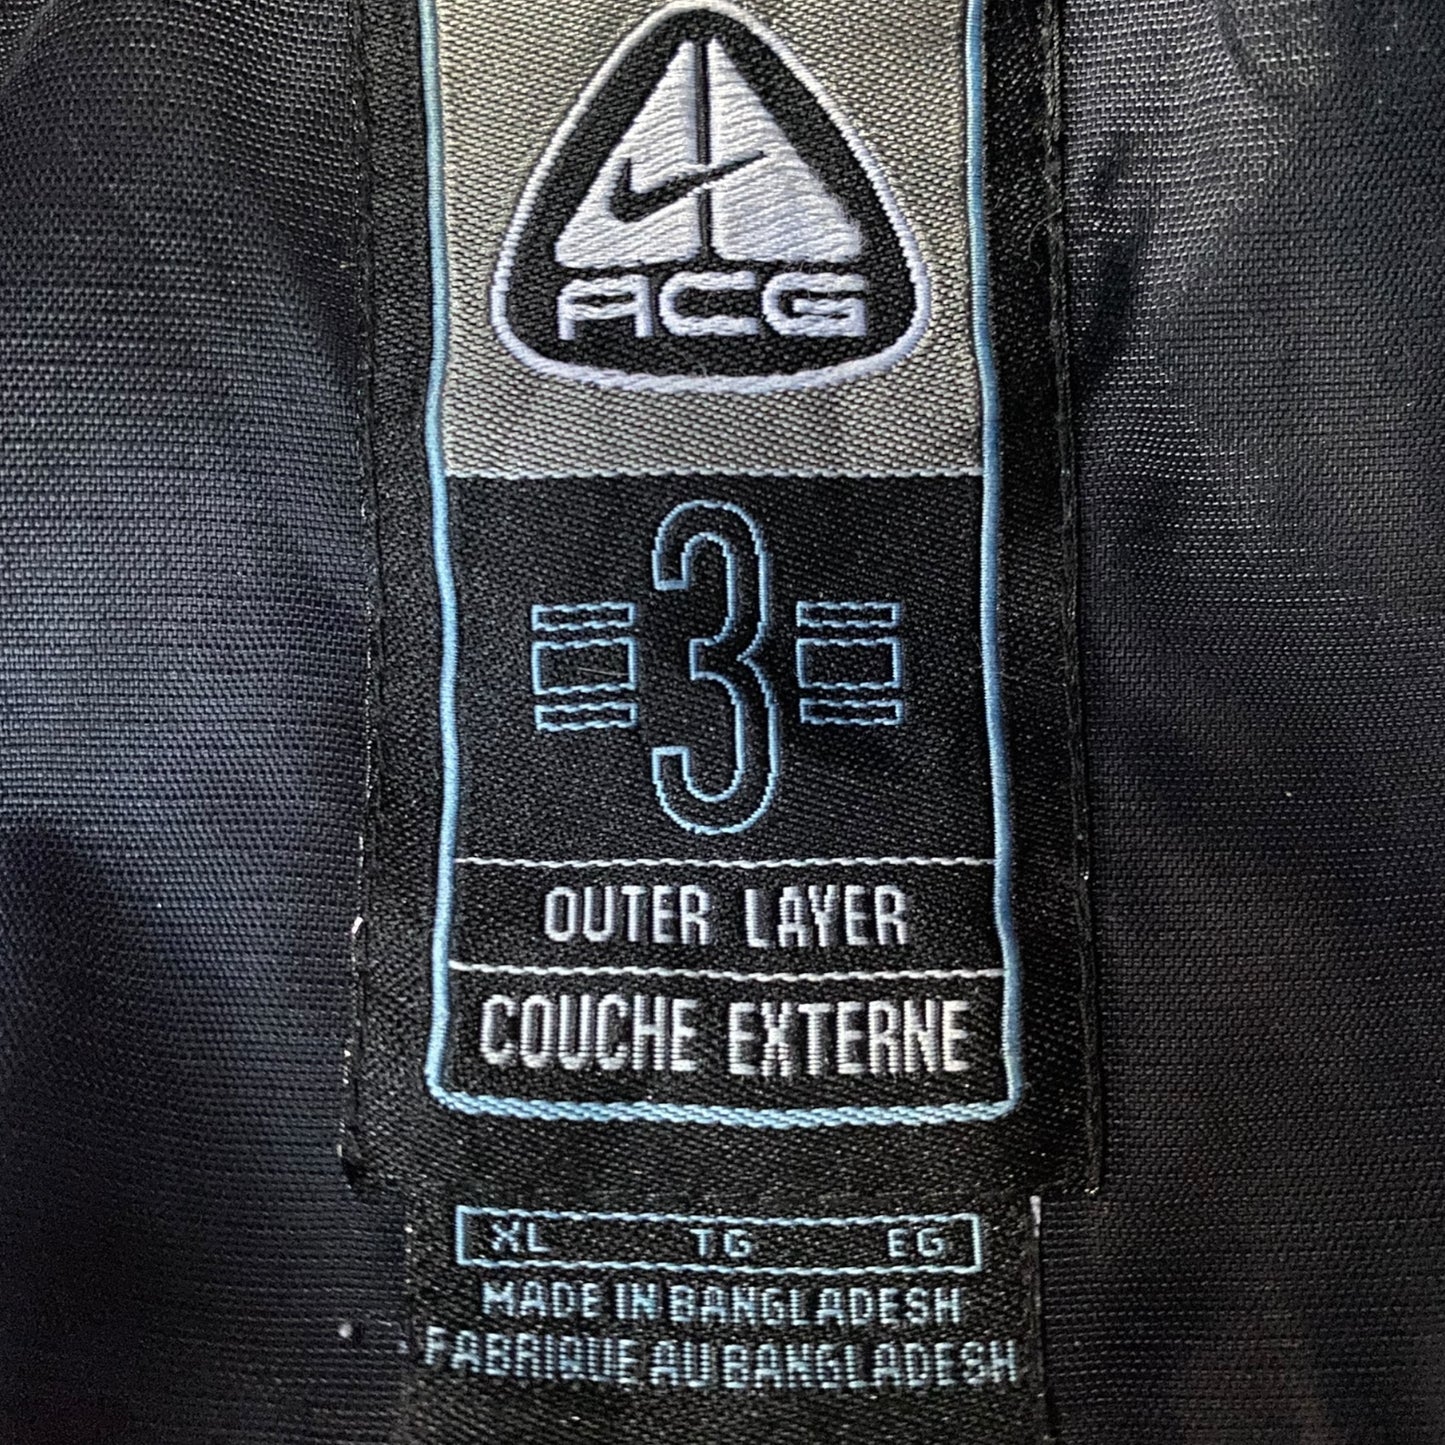 ACG
3
OUTER LAYER
COUCHE EXTERNE
XL TG EG
MADE IN BANGLADESH
FABRIQUE AU BANGLADESH